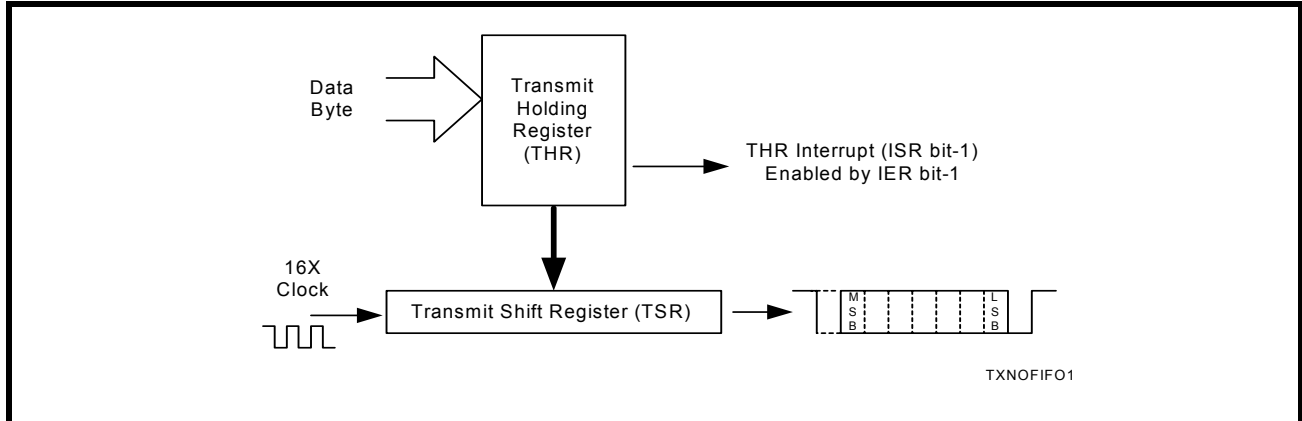 Data
Byte
Transmit
Holding
Register
(THR)
THR Interrupt (ISR bit-1)
Enabled by IER bit-1
16X
Clock
Transmit Shift Register (TSR)
M
S
B
L
S
B
TXNOFIFO1